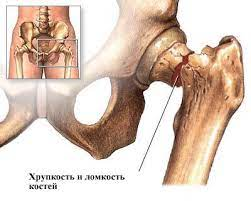 Хрупкость и ломкость
костей